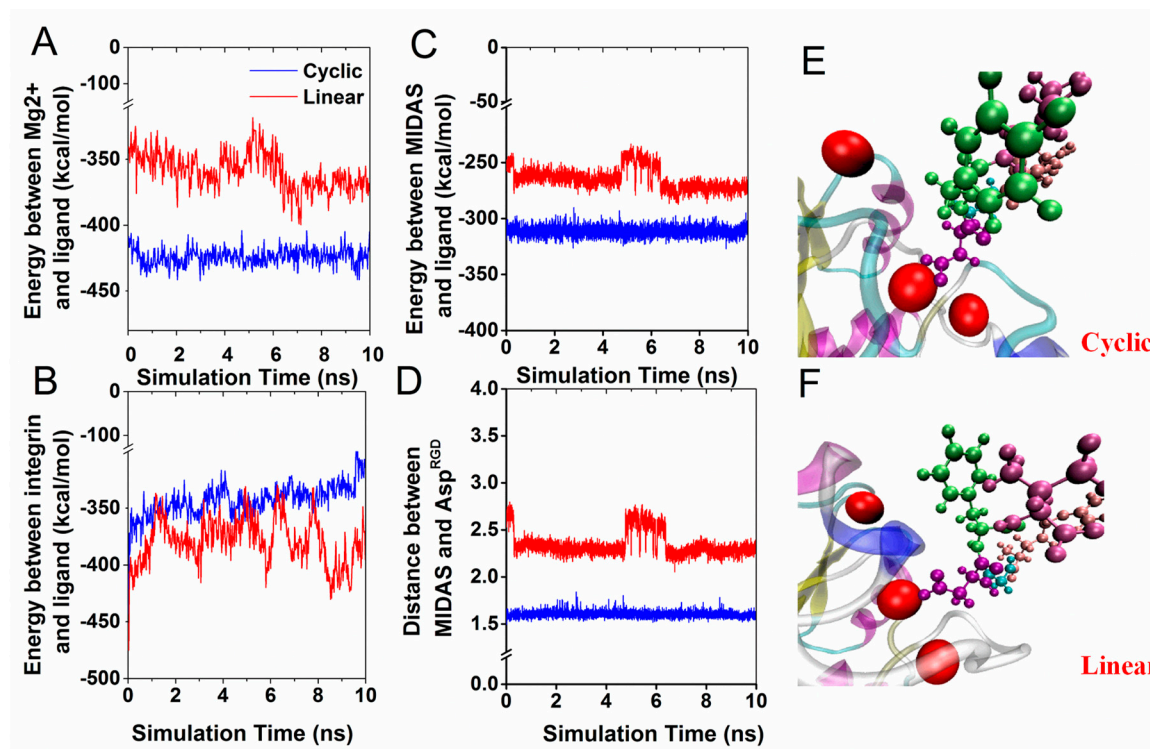 A
Energy between Mg2+
and ligand (kcal/mol)
0
-100
-350
-400
-450
Cyclic
Linear
0 2 4 6 8 10
Simulation Time (ns)
B
Energy between integrin
and ligand (kcal/mol)
0
-100
-350
-400
-450
-500
0 2 4 6 8 10
Simulation Time (ns)
C
Energy between MIDAS
and ligand (kcal/mol)
0
-50
-250
-300
-350
-400
0 2 4 6 8 10
Simulation Time (ns)
D
Distance between
MIDAS and Asp^RGD
4.0
3.5
3.0
2.5
2.0
1.5
0.0
0 2 4 6 8 10
Simulation Time (ns)
E
Cyclic
F
Linear